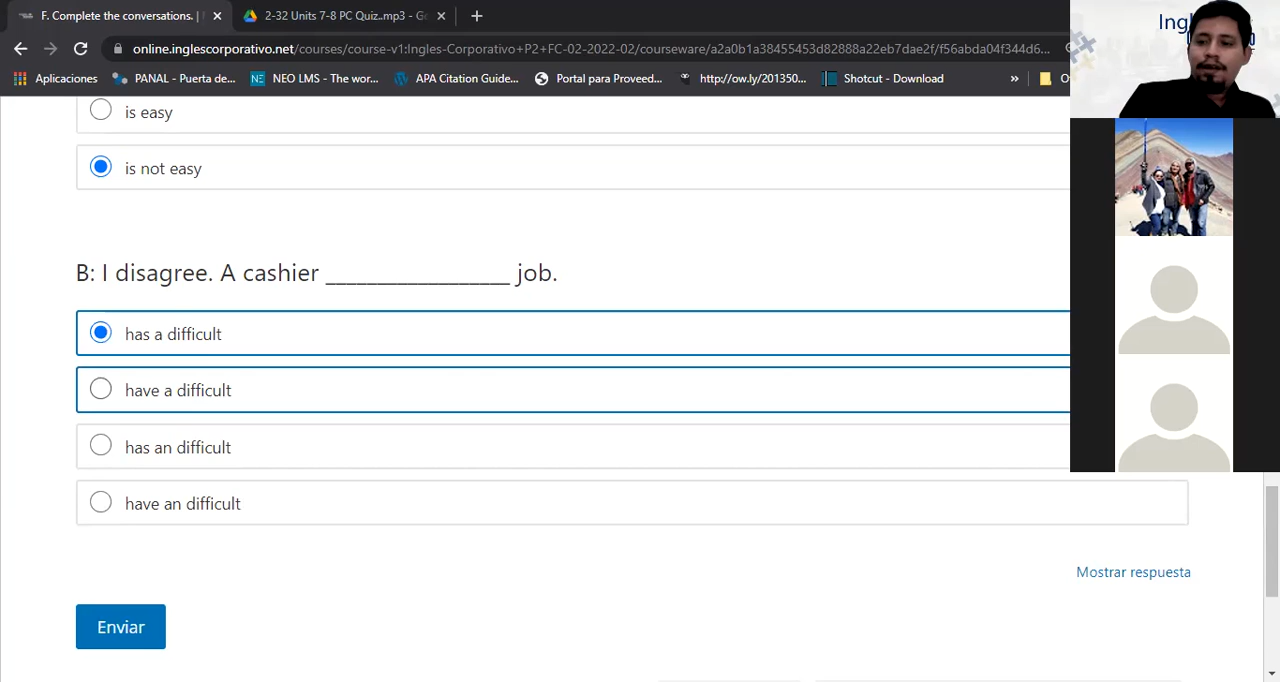 F. Complete the conversations. |
2-32 Units 7-8 PC Quiz..mp3 - Go
online.inglescorporativo.net/courses/course-v1:Ingles-Corporativo+P2+FC-02-2022-02/courseware/a2a0b1a38455453d82888a22eb7dae2f/f56abda04f344d6...
Aplicaciones
PANAL - Puerta de...
NE
NEO LMS - The wor...
APA Citation Guide...
Portal para Proveed...
http://ow.ly/201350...
Shotcut - Download
»
is easy
is not easy
B: I disagree. A cashier __________________ job.
has a difficult
have a difficult
has an difficult
have an difficult
Mostrar respuesta
Enviar